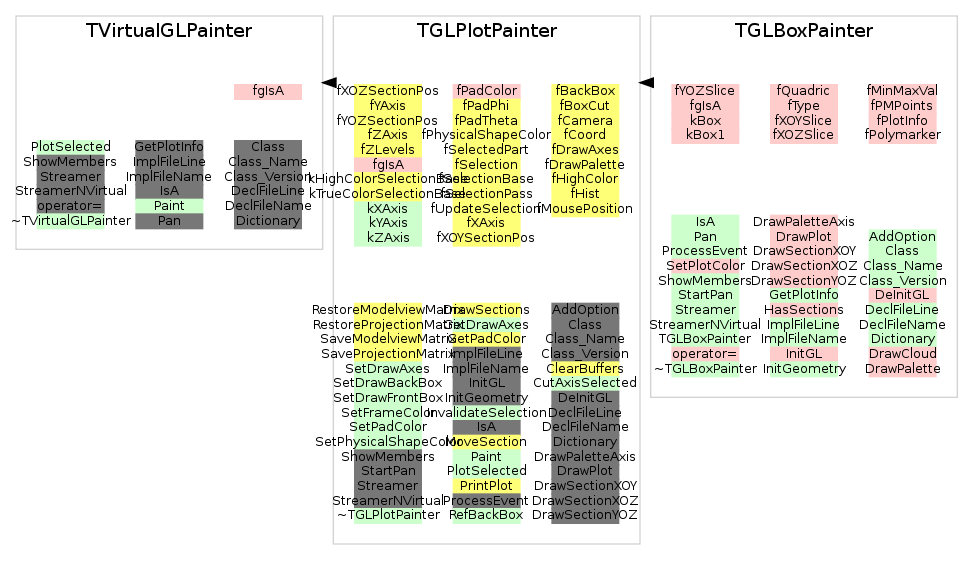 TVirtualGLPainter
fgIsA
PlotSelected GetPlotInfo Class
ShowMembers ImplFileLine Class_Name
Streamer ImplFileName Class_Version
StreamerNVirtual IsA DeclFileLine
operator= Paint DeclFileName
~TVirtualGLPainter Pan Dictionary
TGLPlotPainter
fXOZSectionPos fPadColor fBackBox
fYAxis fPadPhi fBoxCut
fYOZSectionPos fPadTheta fCamera
fZAxis fPhysicalShapeColor fCoord
fZLevels fSelectedPart fDrawAxes
fgIsA fSelection fDrawPalette
kHighColorSelectionBase fSelectionBase fHighColor
kTrueColorSelectionBase fSelectionPass fHist
kXAxis fUpdateSelection fMousePosition
kYAxis fXAxis
kZAxis fXOYSectionPos
RestoreModelviewMatrix DrawSections AddOption
RestoreProjectionMatrix GetDrawAxes Class
SaveModelviewMatrix GetPadColor Class_Name
SaveProjectionMatrix ImplFileLine Class_Version
SetDrawAxes ImplFileName ClearBuffers
SetDrawBackBox InitGL CutAxisSelected
SetDrawFrontBox InitGeometry DeInitGL
SetFrameColor InvalidateSelection DeclFileLine
SetPadColor IsA DeclFileName
SetPhysicalShapeColor MoveSection Dictionary
ShowMembers Paint DrawPaletteAxis
StartPan PlotSelected DrawPlot
Streamer PrintPlot DrawSectionXOY
StreamerNVirtual ProcessEvent DrawSectionXOZ
~TGLPlotPainter RefBackBox DrawSectionYOZ
TGLBoxPainter
fYOZSlice fQuadric fMinMaxVal
fgIsA fType fPMPoints
kBox fXOYSlice fPlotInfo
kBox1 fXOZSlice fPolymarker
IsA DrawPaletteAxis
Pan DrawPlot AddOption
ProcessEvent DrawSectionXOY Class
SetPlotColor DrawSectionXOZ Class_Name
ShowMembers DrawSectionYOZ Class_Version
StartPan GetPlotInfo DeInitGL
Streamer HasSections DeclFileLine
StreamerNVirtual ImplFileLine DeclFileName
TGLBoxPainter ImplFileName Dictionary
operator= InitGL DrawCloud
~TGLBoxPainter InitGeometry DrawPalette